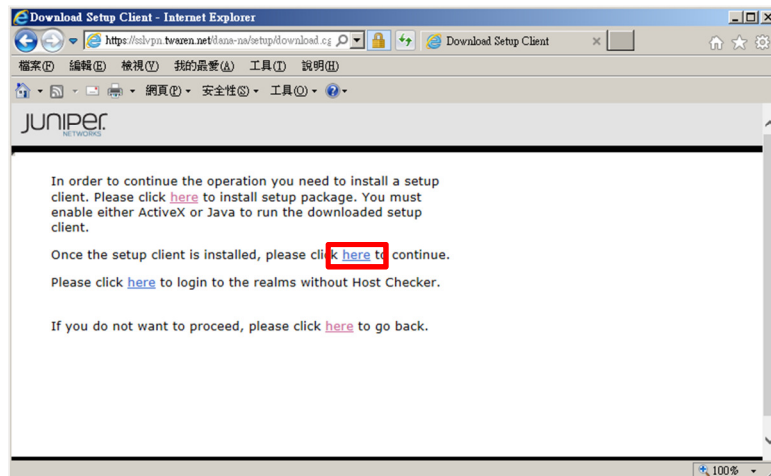 Download Setup Client - Internet Explorer
https://sslvpn.twaren.net/dana-na/setup/download.cg
Download Setup Client
檔案(F) 編輯(E) 檢視(V) 我的最愛(A) 工具(T) 說明(H)
網頁(P) 安全性(S) 工具(O)
JUNIPER
NETWORKS
In order to continue the operation you need to install a setup
client. Please click here to install setup package. You must
enable either ActiveX or Java to run the downloaded setup
client.
Once the setup client is installed, please click here to continue.
Please click here to login to the realms without Host Checker.
If you do not want to proceed, please click here to go back.
100%